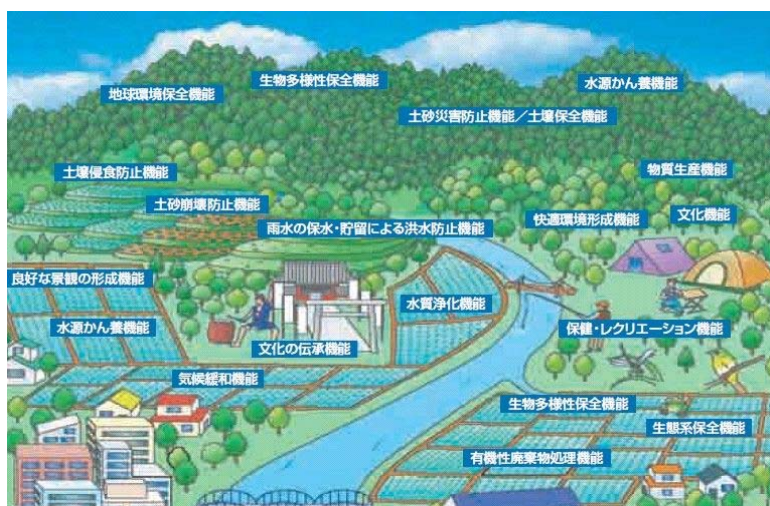 生物多様性保全機能
水源かん養機能
地球環境保全機能
土砂災害防止機能／土壌保全機能
土壌侵食防止機能
物質生産機能
土砂崩壊防止機能
文化機能
快適環境形成機能
雨水の保水・貯留による洪水防止機能
良好な景観の形成機能
水質浄化機能
水源かん養機能
保健・レクリエーション機能
文化の伝承機能
気候緩和機能
生物多様性保全機能
生態系保全機能
有機性廃棄物処理機能